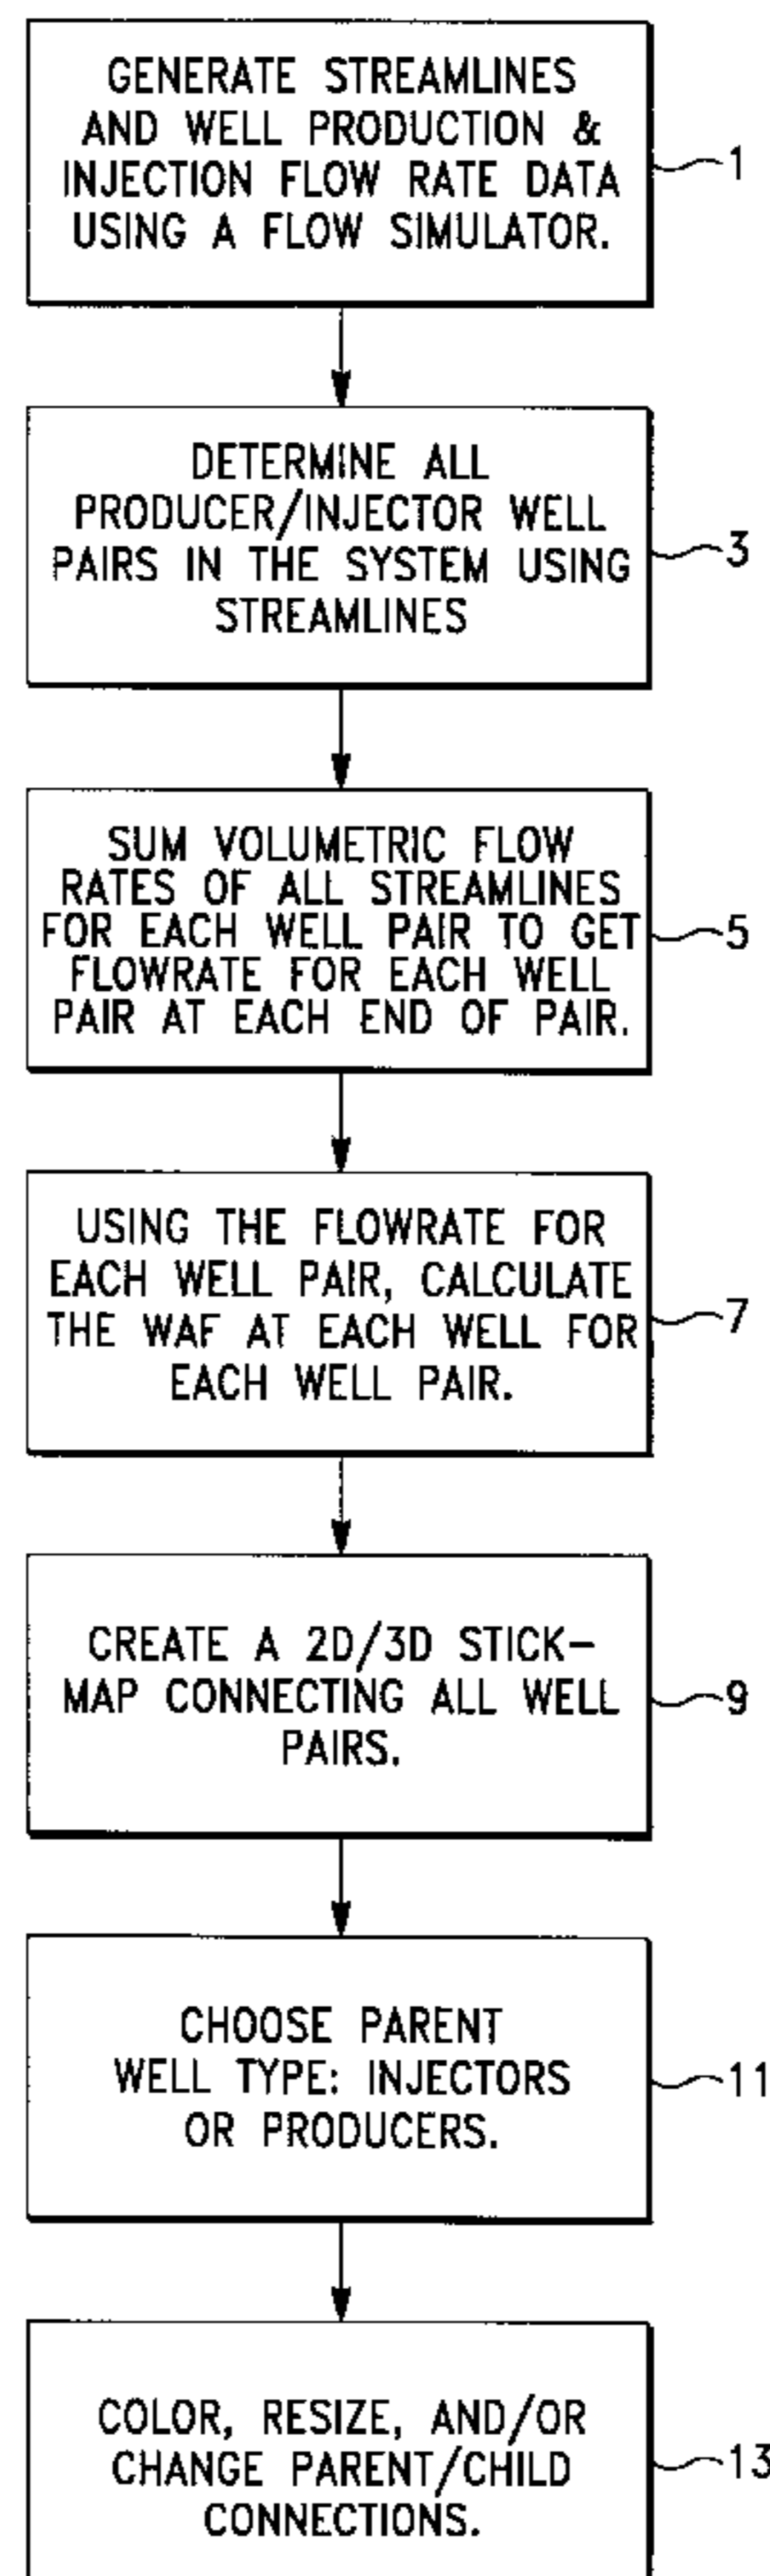 GENERATE STREAMLINES
AND WELL PRODUCTION &
INJECTION FLOW RATE DATA
USING A FLOW SIMULATOR.
1
DETERMINE ALL
PRODUCER/INJECTOR WELL
PAIRS IN THE SYSTEM USING
STREAMLINES
3
SUM VOLUMETRIC FLOW
RATES OF ALL STREAMLINES
FOR EACH WELL PAIR TO GET
FLOWRATE FOR EACH WELL
PAIR AT EACH END OF PAIR.
5
USING THE FLOWRATE FOR
EACH WELL PAIR, CALCULATE
THE WAF AT EACH WELL FOR
EACH WELL PAIR.
7
CREATE A 2D/3D STICK-
MAP CONNECTING ALL WELL
PAIRS.
9
CHOOSE PARENT
WELL TYPE: INJECTORS
OR PRODUCERS.
11
COLOR, RESIZE, AND/OR
CHANGE PARENT/CHILD
CONNECTIONS.
13